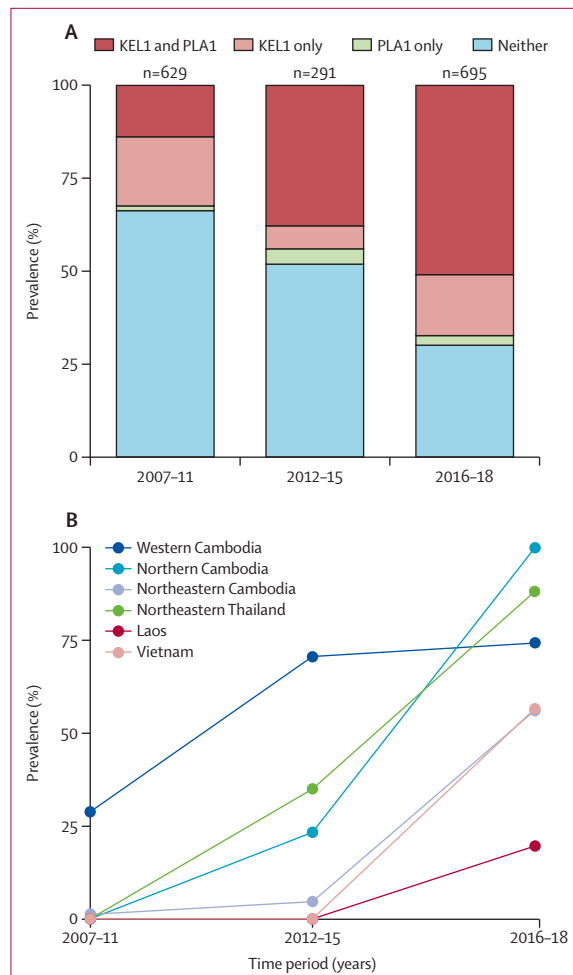 A
KEL1 and PLA1 KEL1 only PLA1 only Neither
n=629 n=291 n=695
100
75
50
25
0
Prevalence (%)
2007–11 2012–15 2016–18
B
Western Cambodia
Northern Cambodia
Northeastern Cambodia
Northeastern Thailand
Laos
Vietnam
100
75
50
25
0
Prevalence (%)
2007–11 2012–15 2016–18
Time period (years)